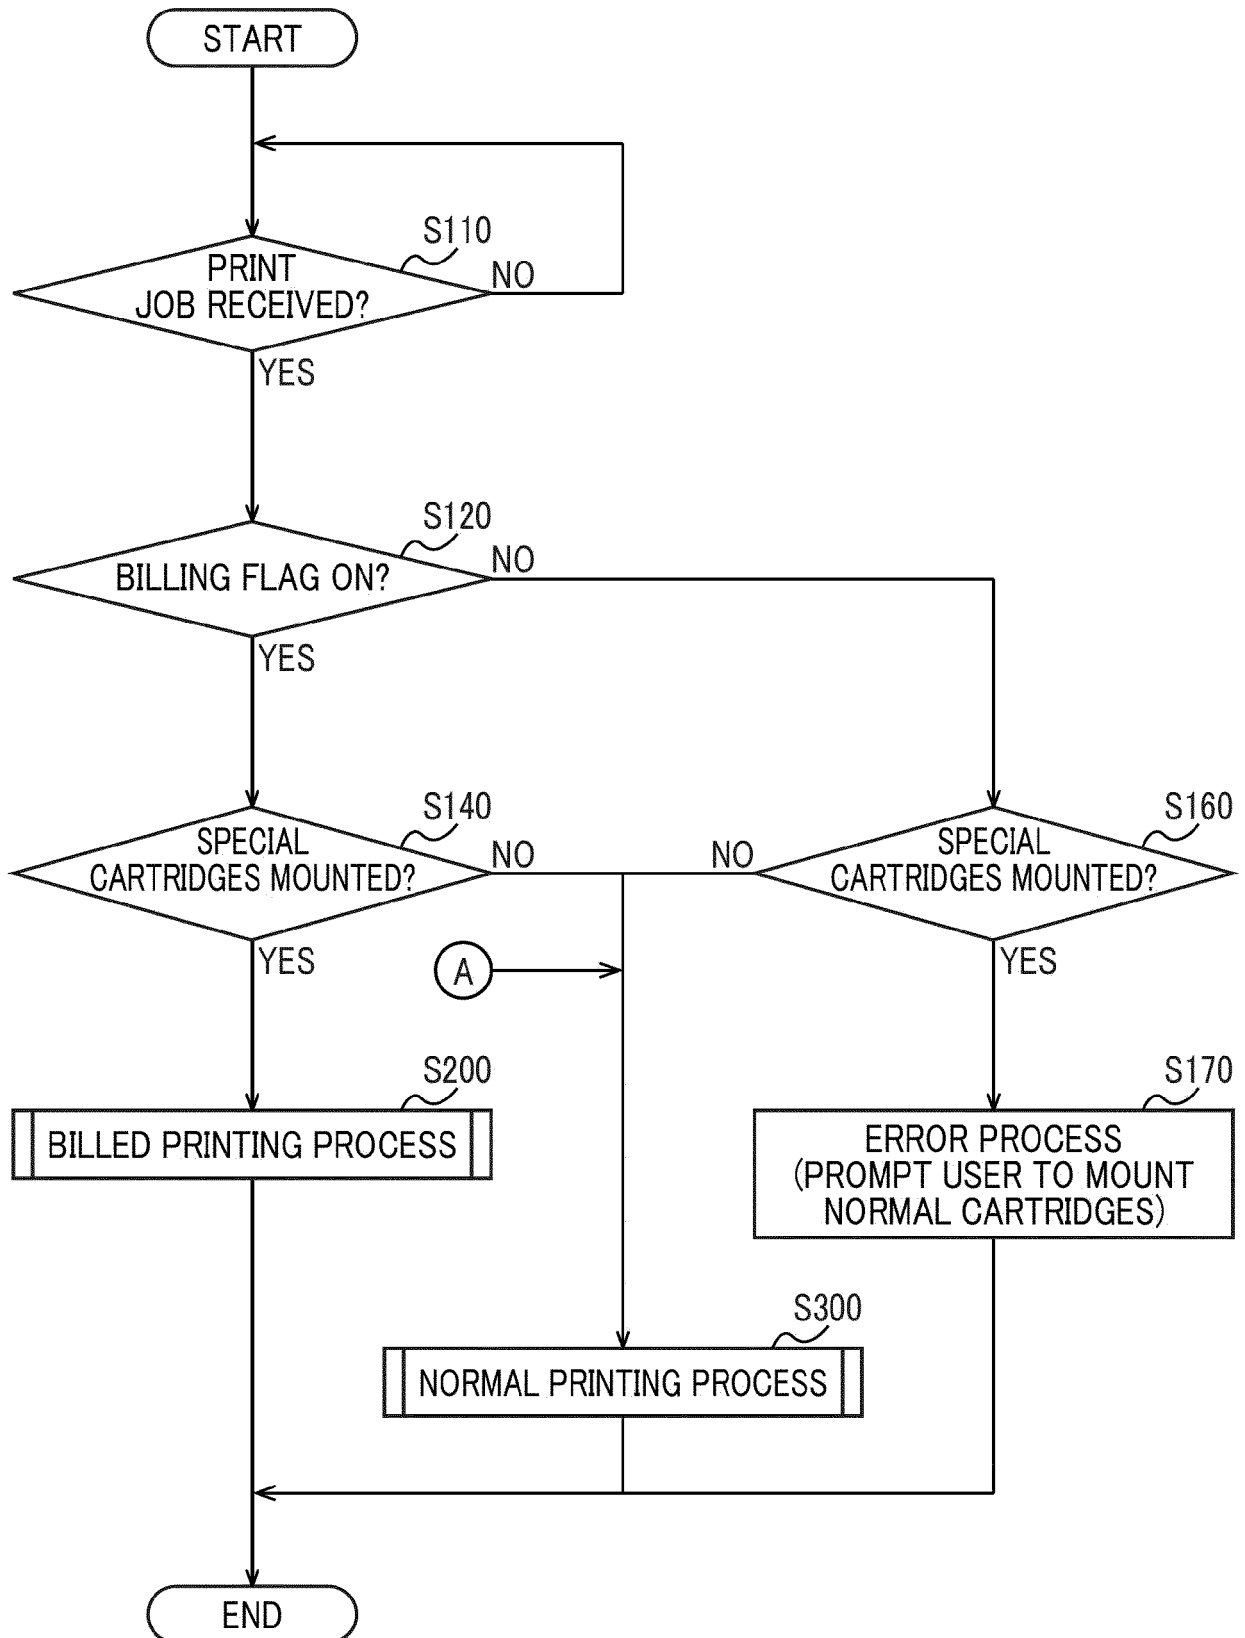 START
S110
PRINT
JOB RECEIVED?
NO
YES
S120
BILLING FLAG ON?
NO
YES
S140
SPECIAL
CARTRIDGES MOUNTED?
NO
YES
NO
S160
SPECIAL
CARTRIDGES MOUNTED?
YES
A
S200
BILLED PRINTING PROCESS
S170
ERROR PROCESS
(PROMPT USER TO MOUNT
NORMAL CARTRIDGES)
S300
NORMAL PRINTING PROCESS
END